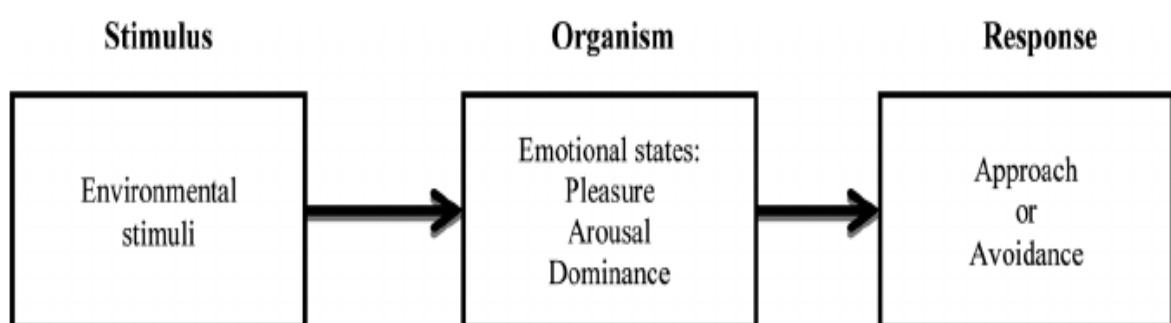 Stimulus
Organism
Response
Environmental
stimuli
Emotional states:
Pleasure
Arousal
Dominance
Approach
or
Avoidance